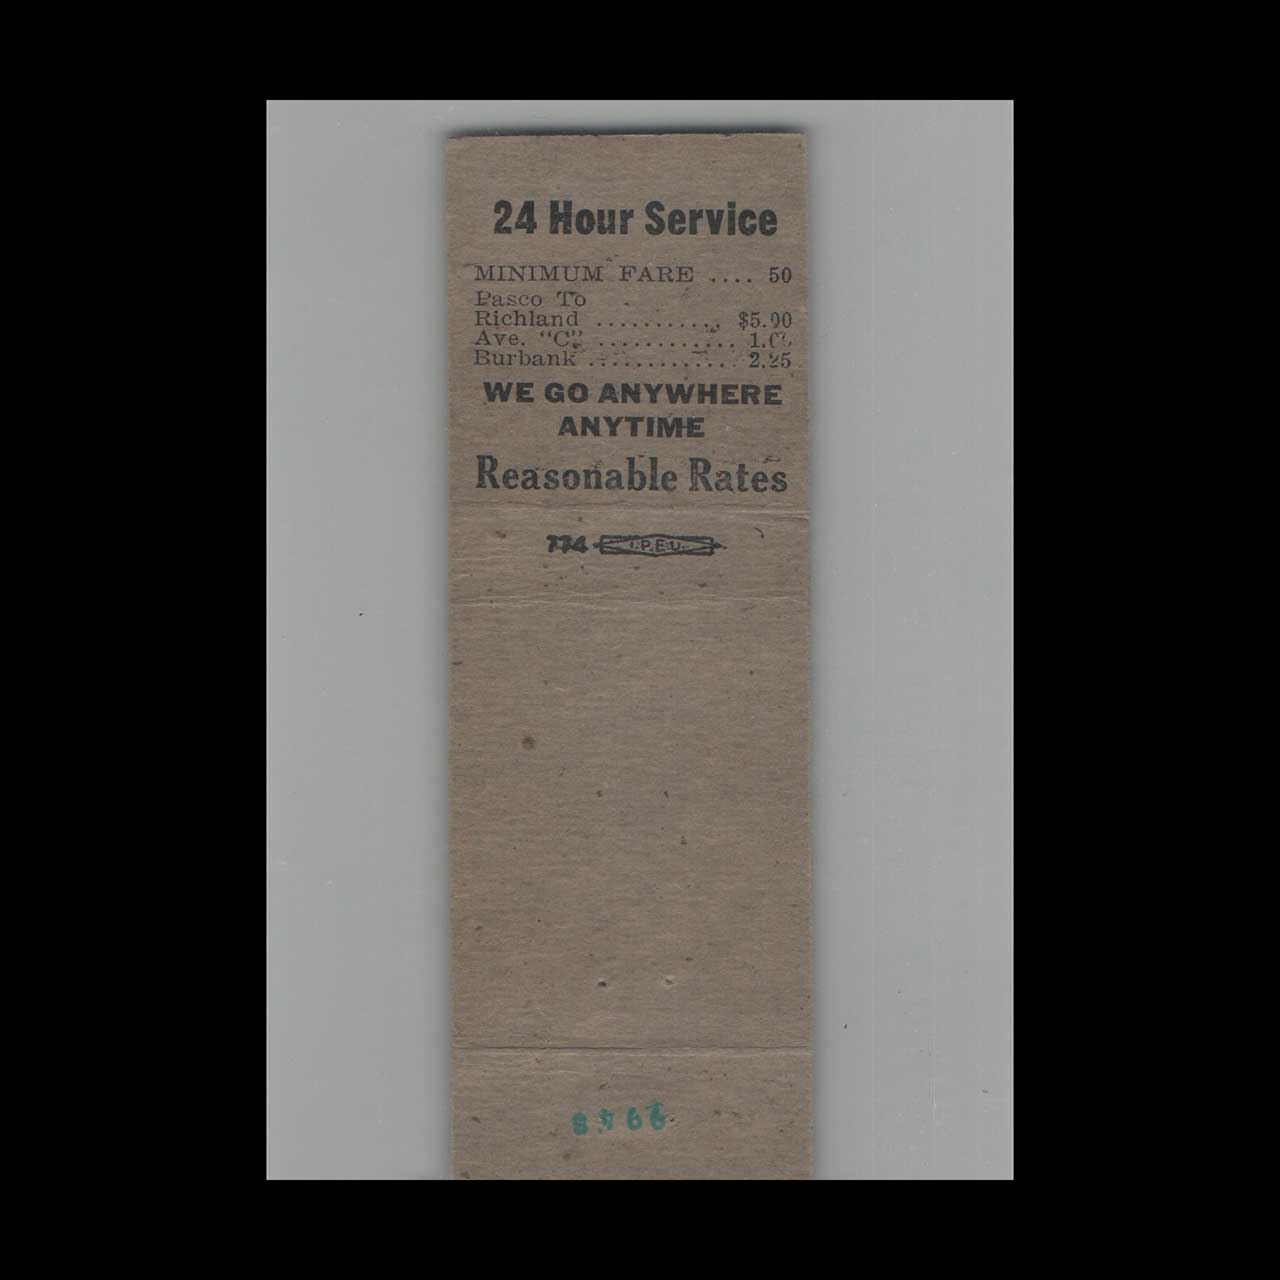 24 Hour Service
MINIMUM FARE .... 50
Pasco To
Richland ........... $5.00
Ave. "C" ............ 1.00
Burbank ............. 2.25
WE GO ANYWHERE
ANYTIME
Reasonable Rates
774 I.P.E.U.